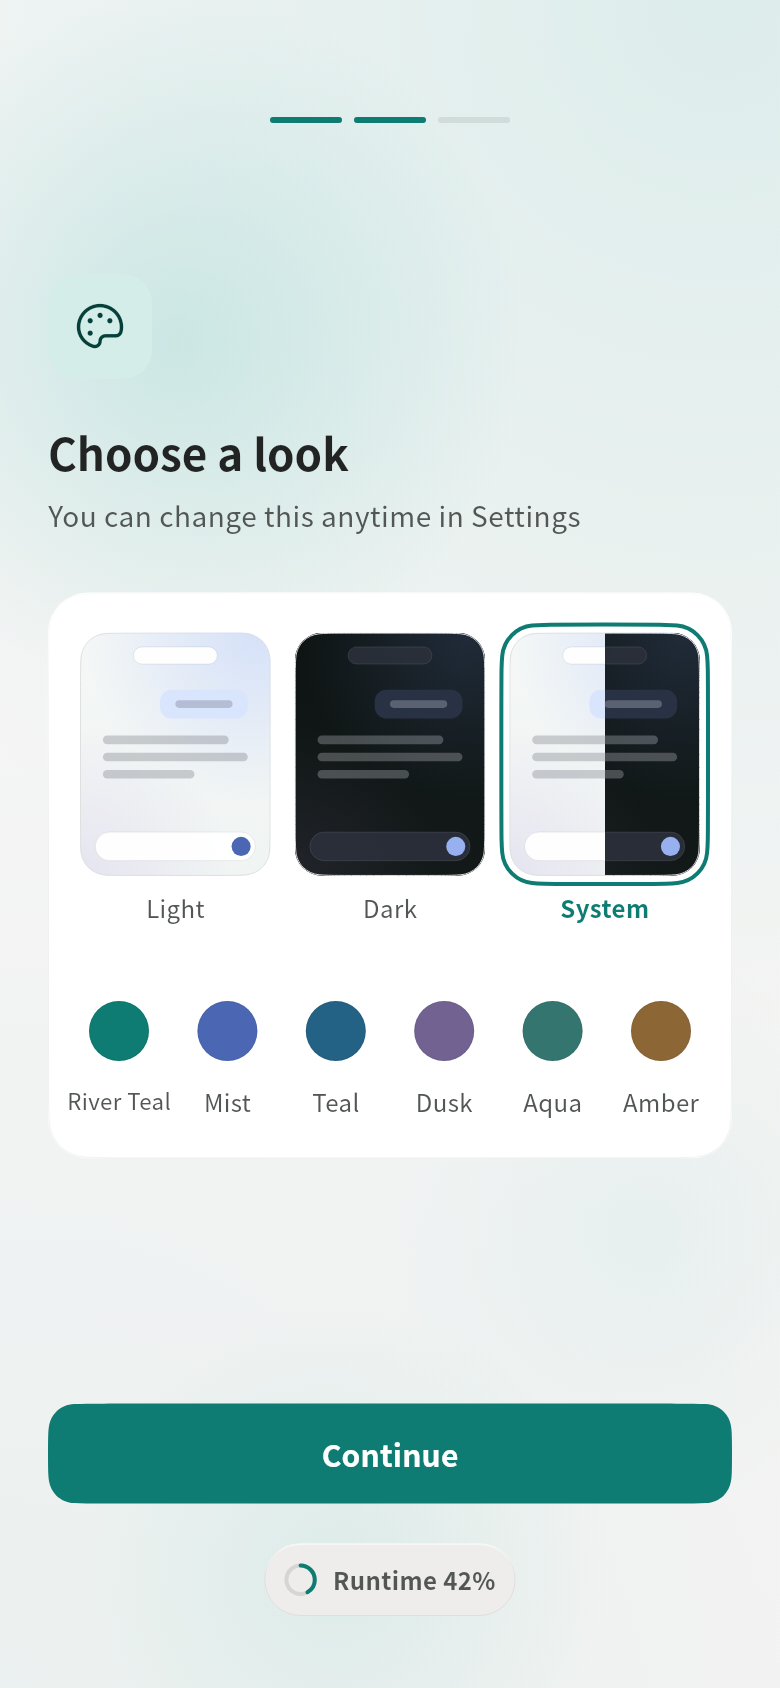 Choose a look
You can change this anytime in Settings
Light Dark System
River Teal Mist Teal Dusk Aqua Amber
Continue
Runtime 42%